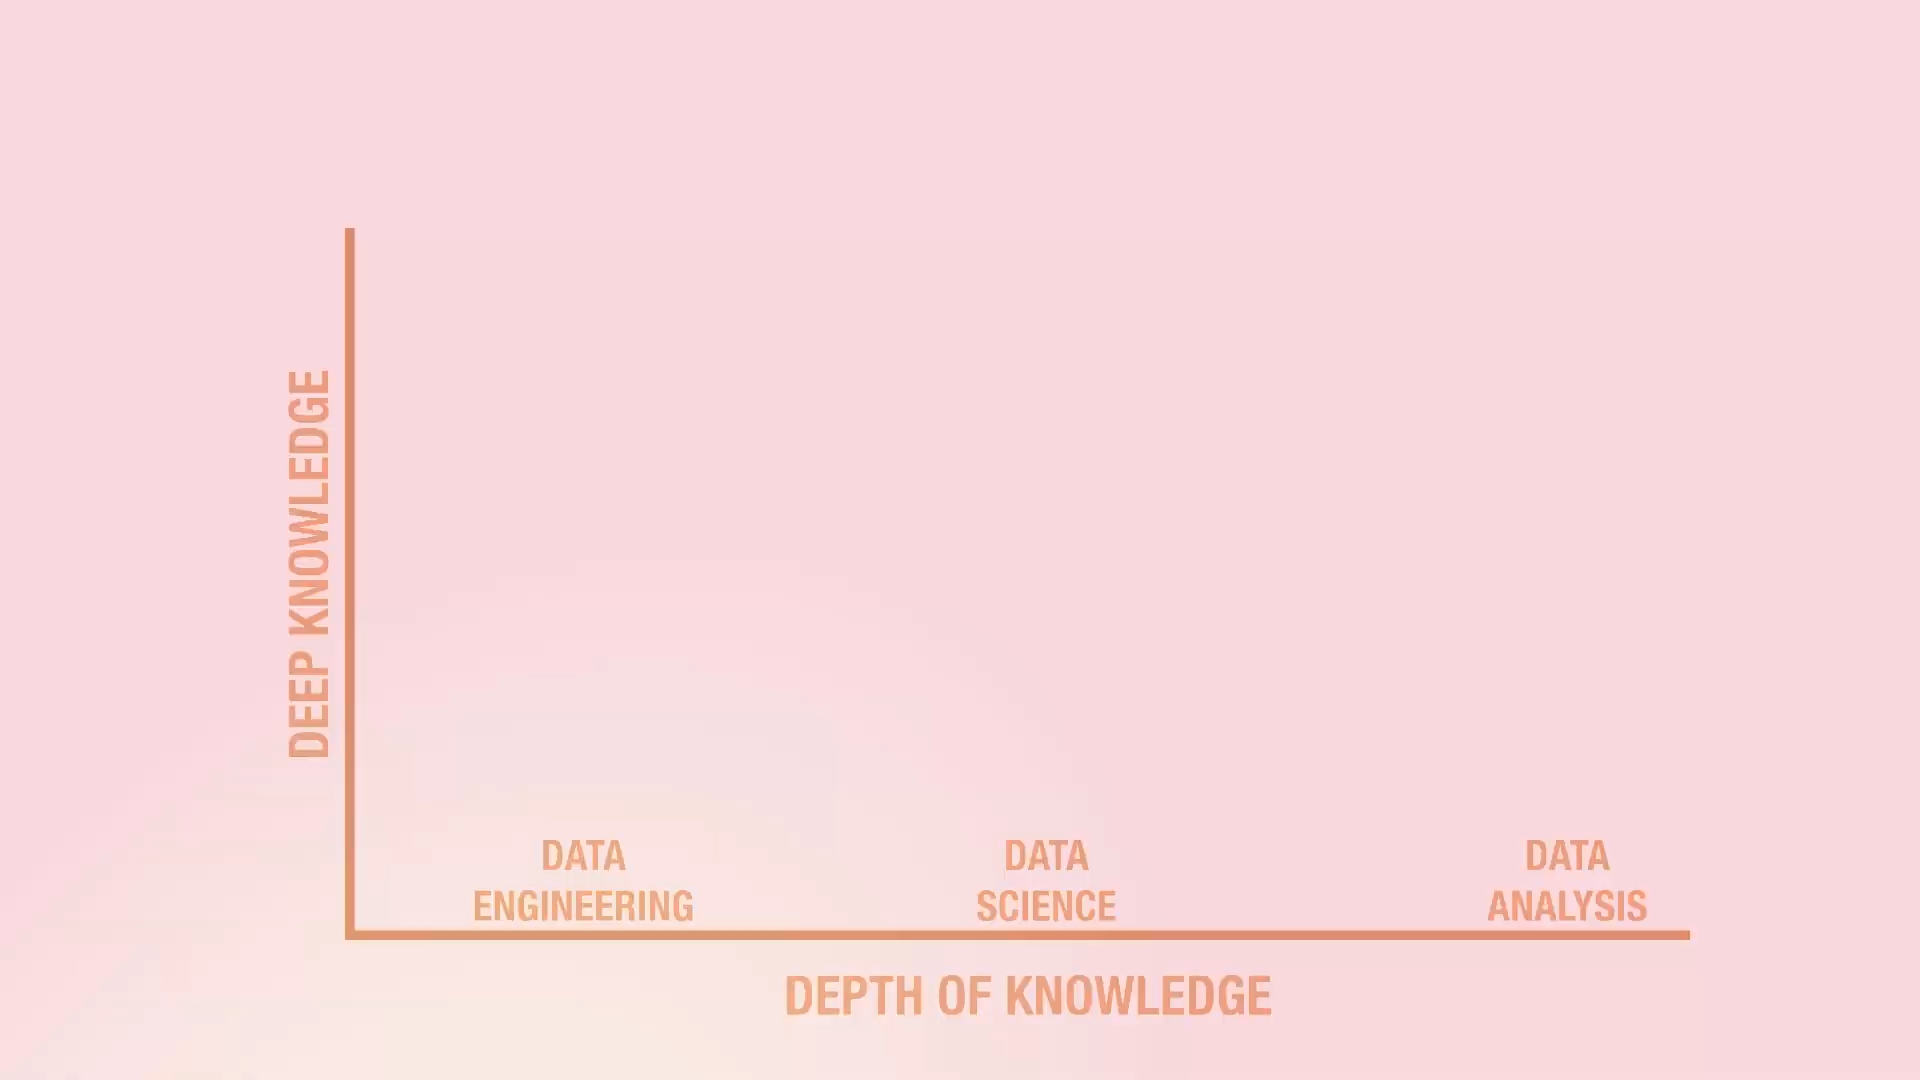 DEEP KNOWLEDGE
DATA
ENGINEERING
DATA
SCIENCE
DATA
ANALYSIS
DEPTH OF KNOWLEDGE